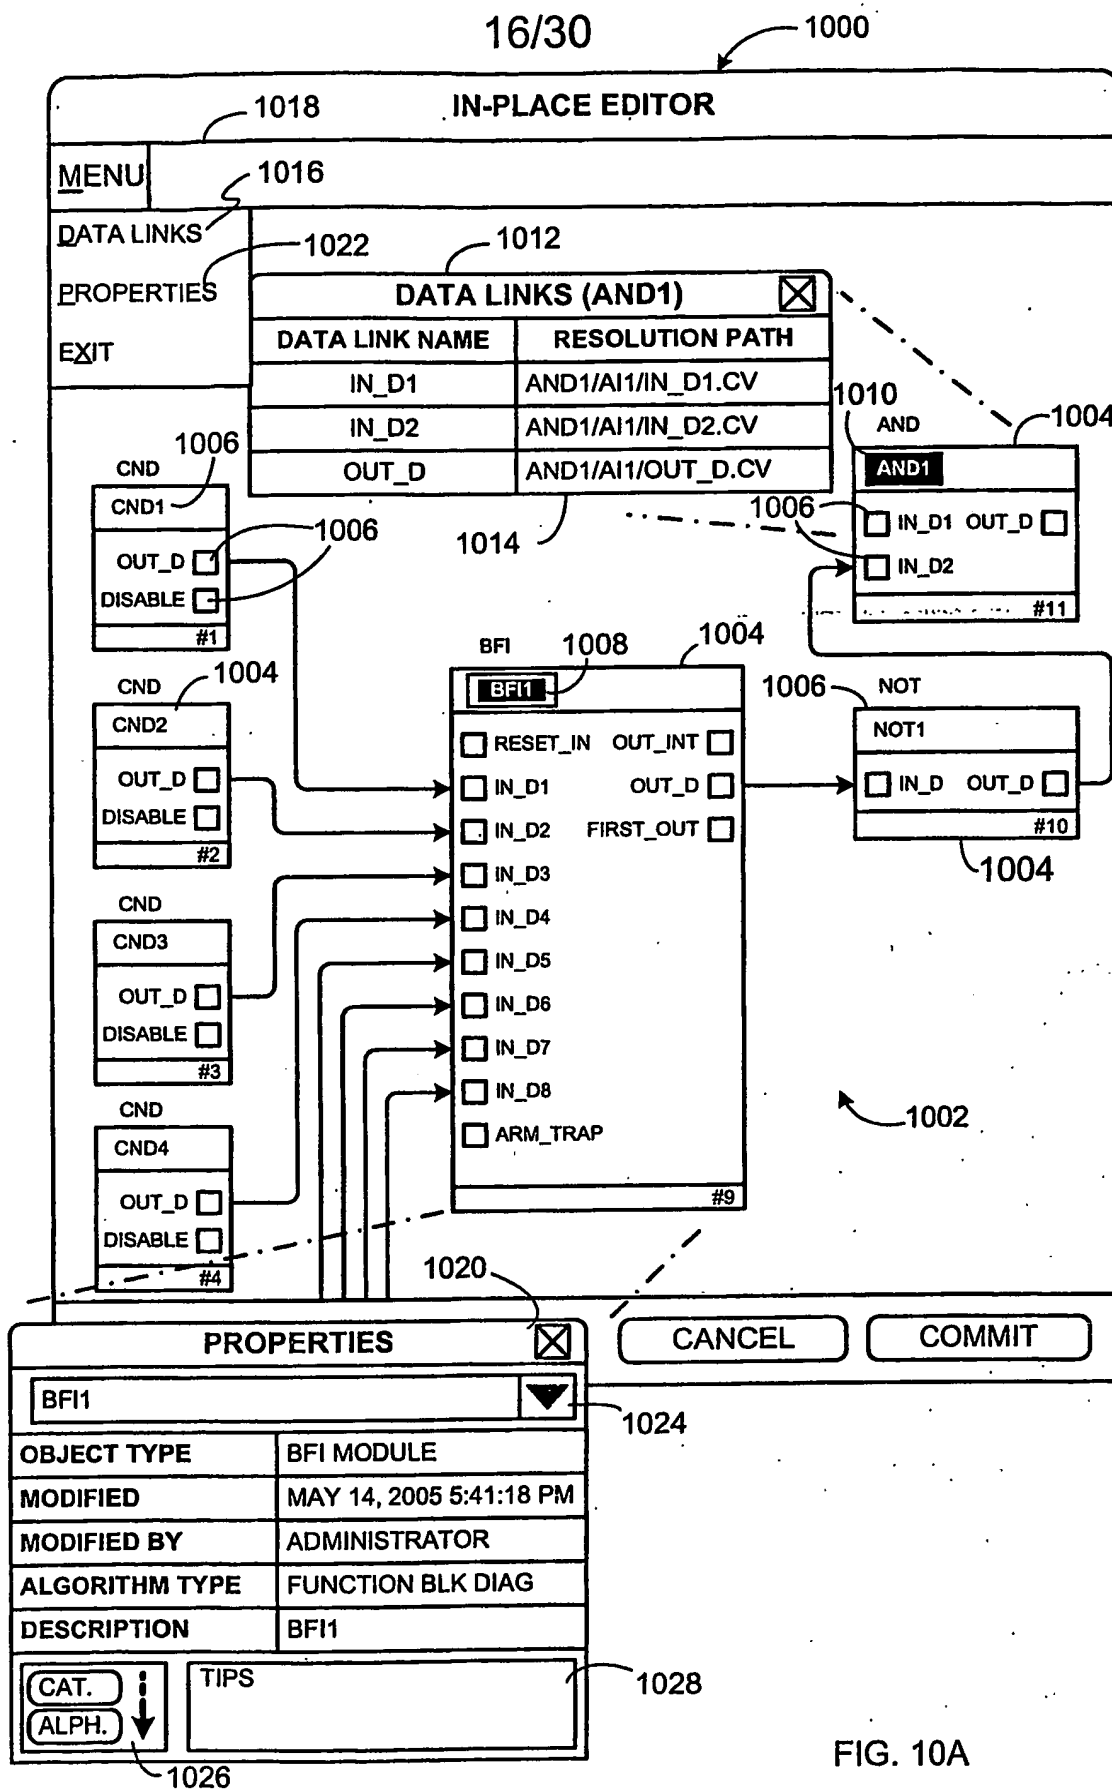 16/30
1000
IN-PLACE EDITOR
1018
MENU
1016
DATA LINKS
1022
PROPERTIES
EXIT
1012
DATA LINKS (AND1)
DATA LINK NAME RESOLUTION PATH
IN_D1 AND1/AI1/IN_D1.CV
IN_D2 AND1/AI1/IN_D2.CV
OUT_D AND1/AI1/OUT_D.CV
1014
1010
AND
1004
AND1
1006
IN_D1 OUT_D
IN_D2
#11
CND
1006
CND1
1006
OUT_D
DISABLE
#1
CND
1004
CND2
OUT_D
DISABLE
#2
CND
CND3
OUT_D
DISABLE
#3
CND
CND4
OUT_D
DISABLE
#4
BFI
1008
1004
BFI1
RESET_IN OUT_INT
IN_D1 OUT_D
IN_D2 FIRST_OUT
IN_D3
IN_D4
IN_D5
IN_D6
IN_D7
IN_D8
ARM_TRAP
#9
1006
NOT
NOT1
IN_D OUT_D
#10
1004
1002
1020
PROPERTIES
CANCEL COMMIT
BFI1
1024
OBJECT TYPE BFI MODULE
MODIFIED MAY 14, 2005 5:41:18 PM
MODIFIED BY ADMINISTRATOR
ALGORITHM TYPE FUNCTION BLK DIAG
DESCRIPTION BFI1
CAT.
ALPH.
TIPS
1028
1026
FIG. 10A